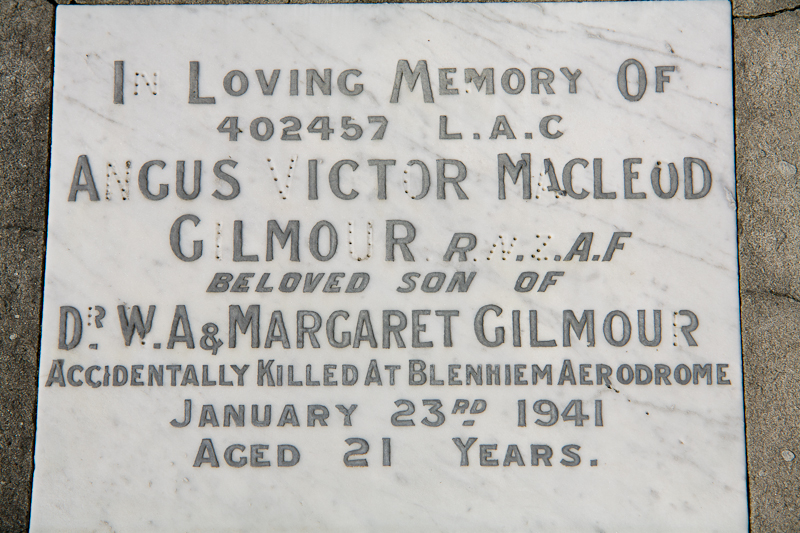 IN LOVING MEMORY OF
402457 L.A.C
ANGUS VICTOR MACLEOD
GILMOUR. R.N.Z.A.F
BELOVED SON OF
DR. W.A & MARGARET GILMOUR
ACCIDENTALLY KILLED AT BLENHIEM AERODROME
JANUARY 23RD 1941
AGED 21 YEARS.